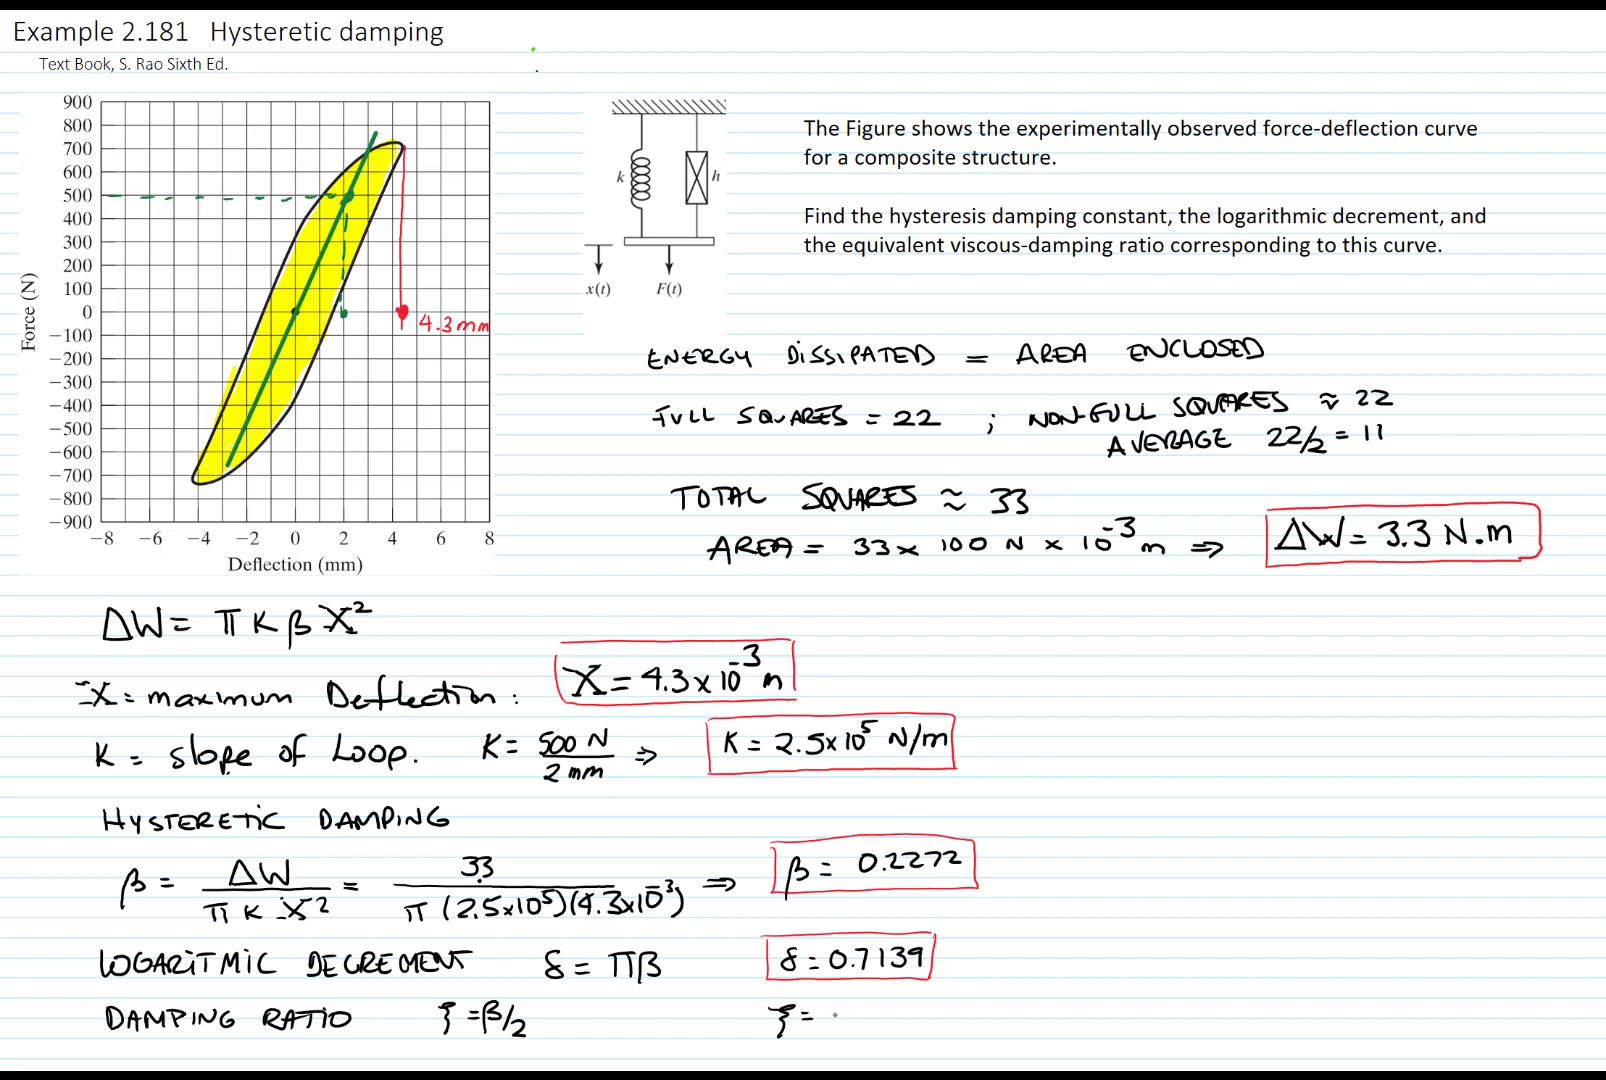 Example 2.181 Hysteretic damping
Text Book, S. Rao Sixth Ed.
Force (N)
900
800
700
600
500
400
300
200
100
0
−100
−200
−300
−400
−500
−600
−700
−800
−900
−8 −6 −4 −2 0 2 4 6 8
Deflection (mm)
4.3mm
k
h
x(t)
F(t)
The Figure shows the experimentally observed force-deflection curve
for a composite structure.
Find the hysteresis damping constant, the logarithmic decrement, and
the equivalent viscous-damping ratio corresponding to this curve.
ENERGY DISSIPATED = AREA ENCLOSED
FULL SQUARES = 22 ; NON-FULL SQUARES ≈ 22
AVERAGE 22/2 = 11
TOTAL SQUARES ≈ 33
AREA = 33 x 100 N x 10⁻³ m ⇒ ΔW = 3.3 N.m
ΔW = π K β X²
X = maximum Deflection : X = 4.3 x 10⁻³ m
K = slope of Loop. K = 500 N / 2 mm ⇒ K = 2.5x10⁵ N/m
HYSTERETIC DAMPING
β = ΔW / π K X² = 3.3 / π (2.5x10⁵)(4.3x10⁻³) ⇒ β = 0.2272
LOGARITMIC DECREMENT δ = πβ δ = 0.7139
DAMPING RATIO ζ = β/2 ζ =